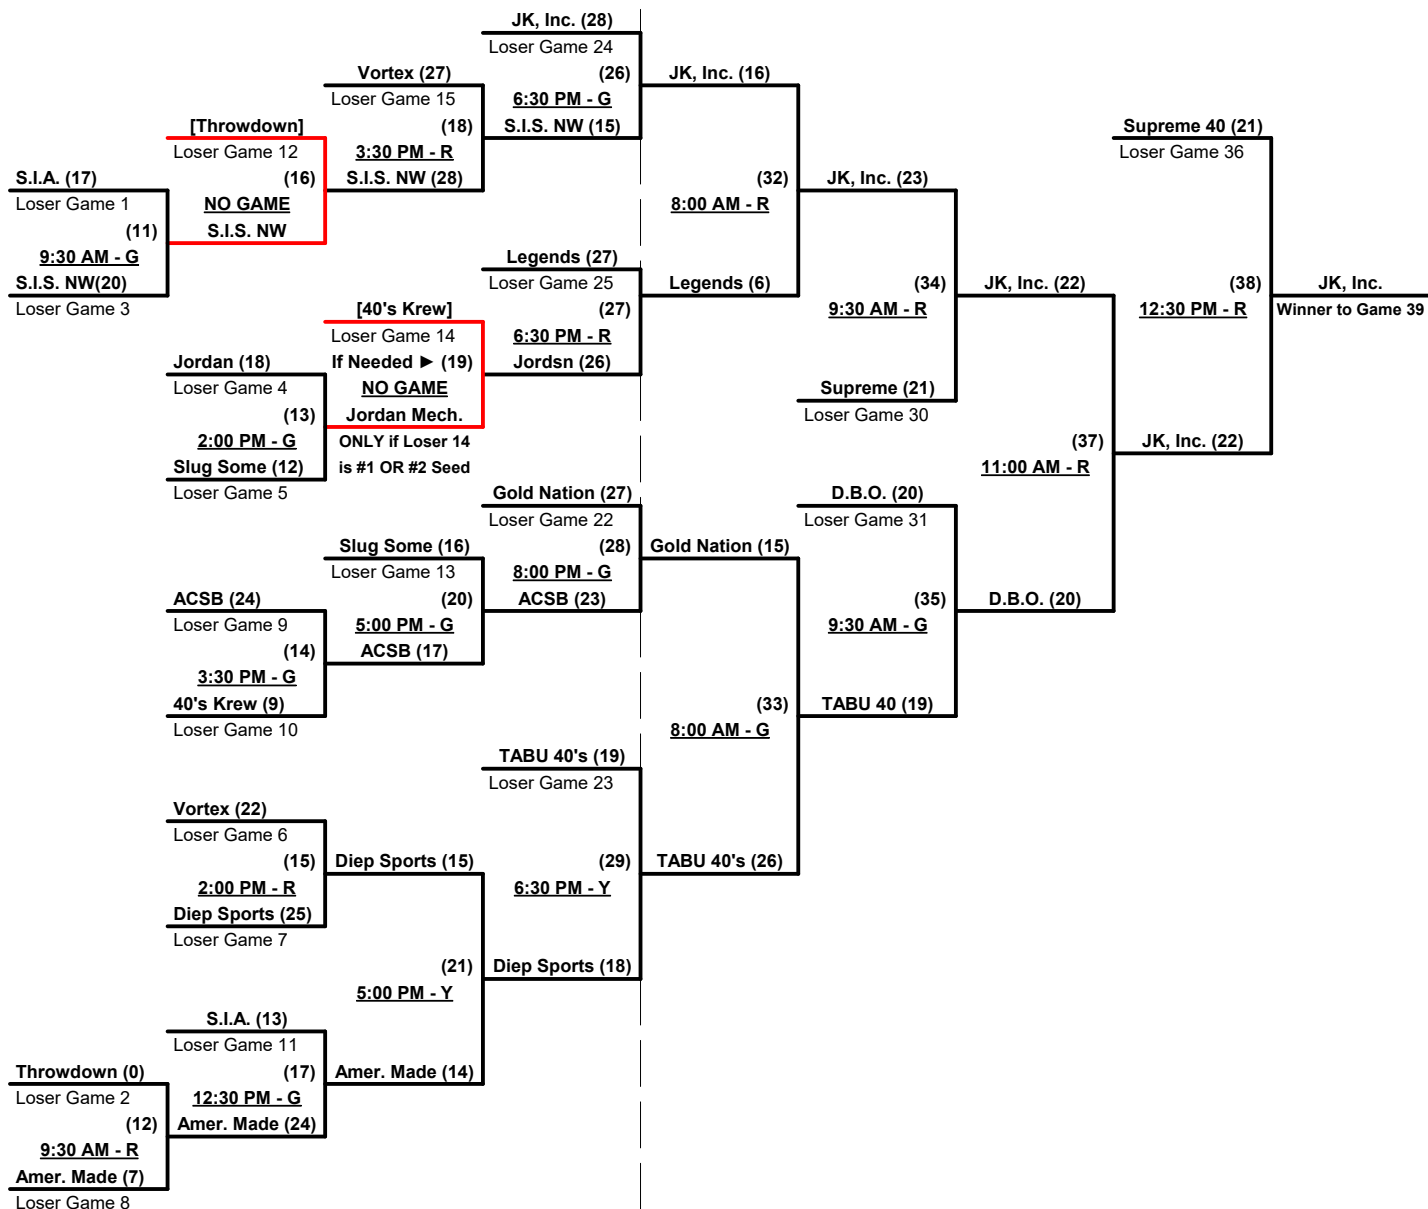 JK, Inc. (28)
Loser Game 24
Vortex (27)
(26)
JK, Inc. (16)
Loser Game 15
6:30 PM - G
[Throwdown]
(18)
S.I.S. NW (15)
Supreme 40 (21)
Loser Game 12
3:30 PM - R
Loser Game 36
S.I.A. (17)
(16)
S.I.S. NW (28)
(32)
JK, Inc. (23)
Loser Game 1
NO GAME
8:00 AM - R
(11)
S.I.S. NW
9:30 AM - G
Legends (27)
S.I.S. NW(20)
Loser Game 25
Legends (6)
(34)
JK, Inc. (22)
(38)
JK, Inc.
Loser Game 3
[40's Krew]
(27)
9:30 AM - R
12:30 PM - R
Winner to Game 39
Loser Game 14
6:30 PM - R
Jordan (18)
If Needed ► (19)
Jordsn (26)
Loser Game 4
NO GAME
Supreme (21)
(13)
Jordan Mech.
Loser Game 30
2:00 PM - G
ONLY if Loser 14
(37)
JK, Inc. (22)
Slug Some (12)
is #1 OR #2 Seed
11:00 AM - R
Loser Game 5
Gold Nation (27)
D.B.O. (20)
Loser Game 22
Loser Game 31
Slug Some (16)
(28)
Gold Nation (15)
Loser Game 13
8:00 PM - G
ACSB (24)
(20)
ACSB (23)
(35)
D.B.O. (20)
Loser Game 9
5:00 PM - G
9:30 AM - G
(14)
ACSB (17)
3:30 PM - G
40's Krew (9)
(33)
TABU 40 (19)
Loser Game 10
8:00 AM - G
TABU 40's (19)
Loser Game 23
Vortex (22)
Loser Game 6
(15)
Diep Sports (15)
(29)
TABU 40's (26)
2:00 PM - R
6:30 PM - Y
Diep Sports (25)
Loser Game 7
(21)
Diep Sports (18)
5:00 PM - Y
S.I.A. (13)
Loser Game 11
Throwdown (0)
(17)
Amer. Made (14)
Loser Game 2
12:30 PM - G
(12)
Amer. Made (24)
9:30 AM - R
Amer. Made (7)
Loser Game 8